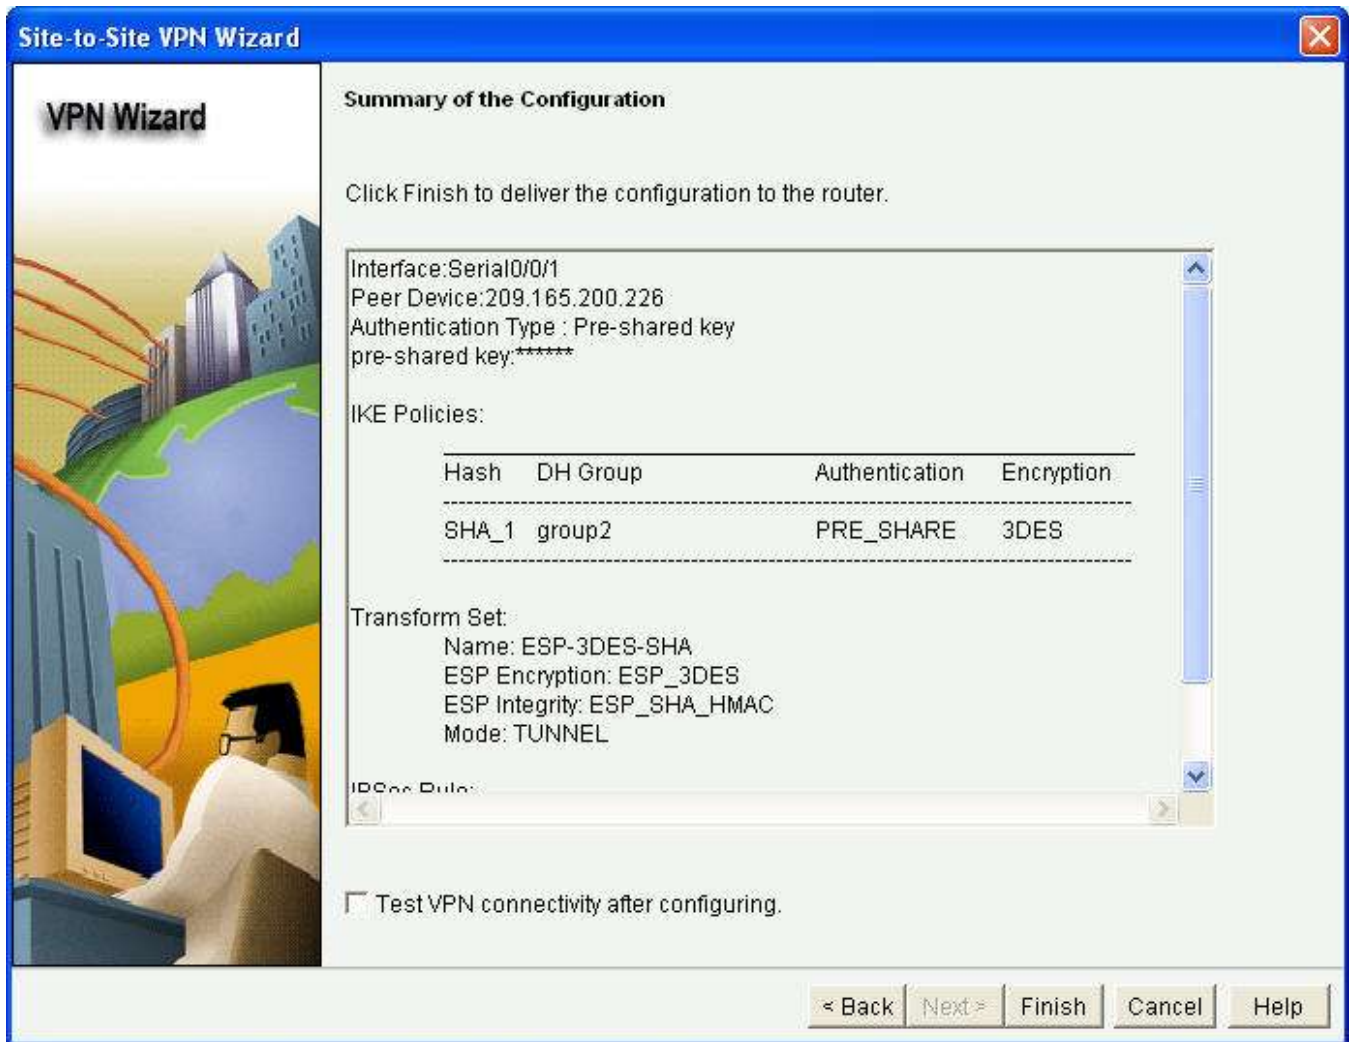 Site-to-Site VPN Wizard
VPN Wizard
Summary of the Configuration
Click Finish to deliver the configuration to the router.
Interface:Serial0/0/1
Peer Device:209.165.200.226
Authentication Type : Pre-shared key
pre-shared key:******
IKE Policies:
Hash DH Group Authentication Encryption
SHA_1 group2 PRE_SHARE 3DES
Transform Set:
Name: ESP-3DES-SHA
ESP Encryption: ESP_3DES
ESP Integrity: ESP_SHA_HMAC
Mode: TUNNEL
IPSec Rule:
Test VPN connectivity after configuring.
< Back Next > Finish Cancel Help